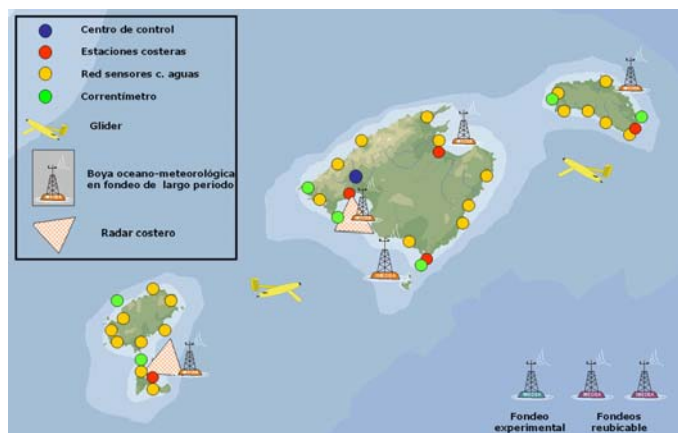 Centro de control
Estaciones costeras
Red sensores c. aguas
Correntímetro
Glider
Boya oceano-meteorológica
en fondeo de largo periodo
Radar costero
Fondeo
experimental
Fondeos
reubicable